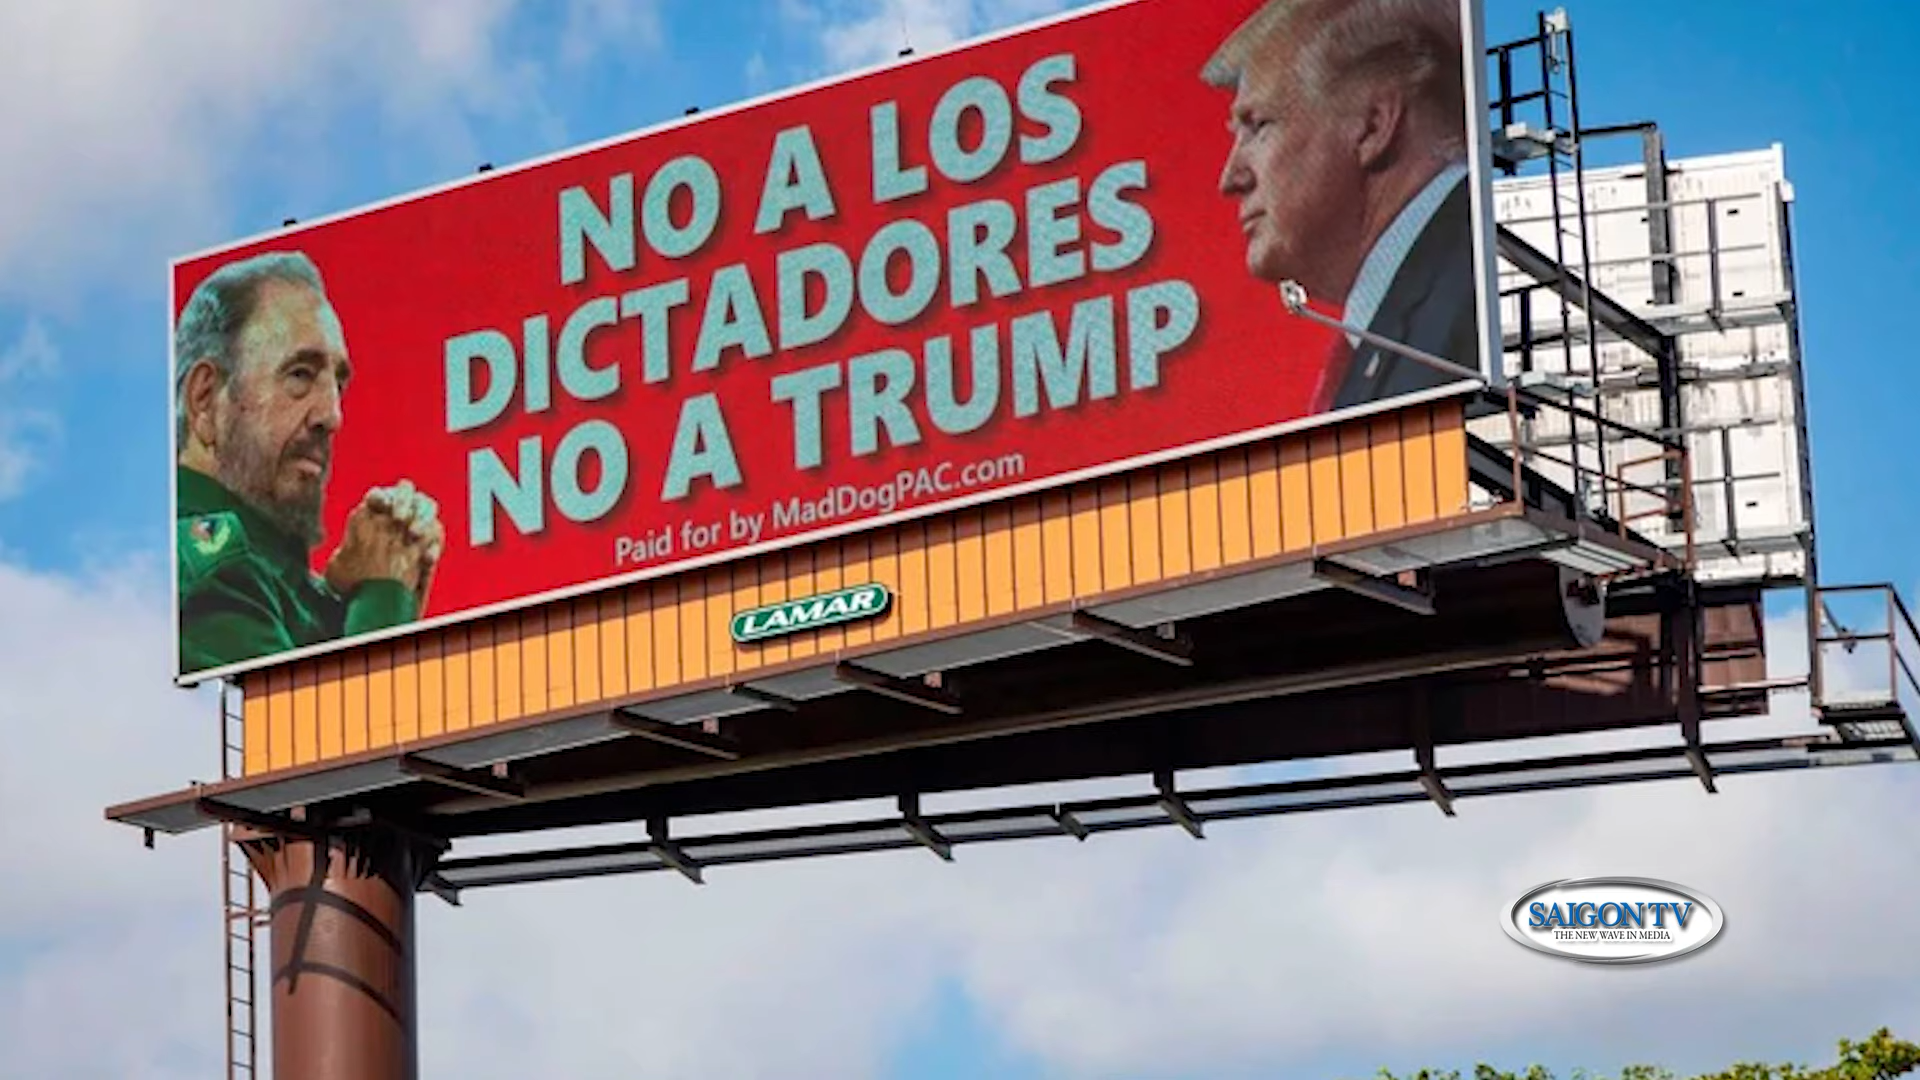 NO A LOS
DICTADORES
NO A TRUMP
Paid for by MadDogPAC.com
LAMAR
SAIGON TV
THE NEW WAVE IN MEDIA